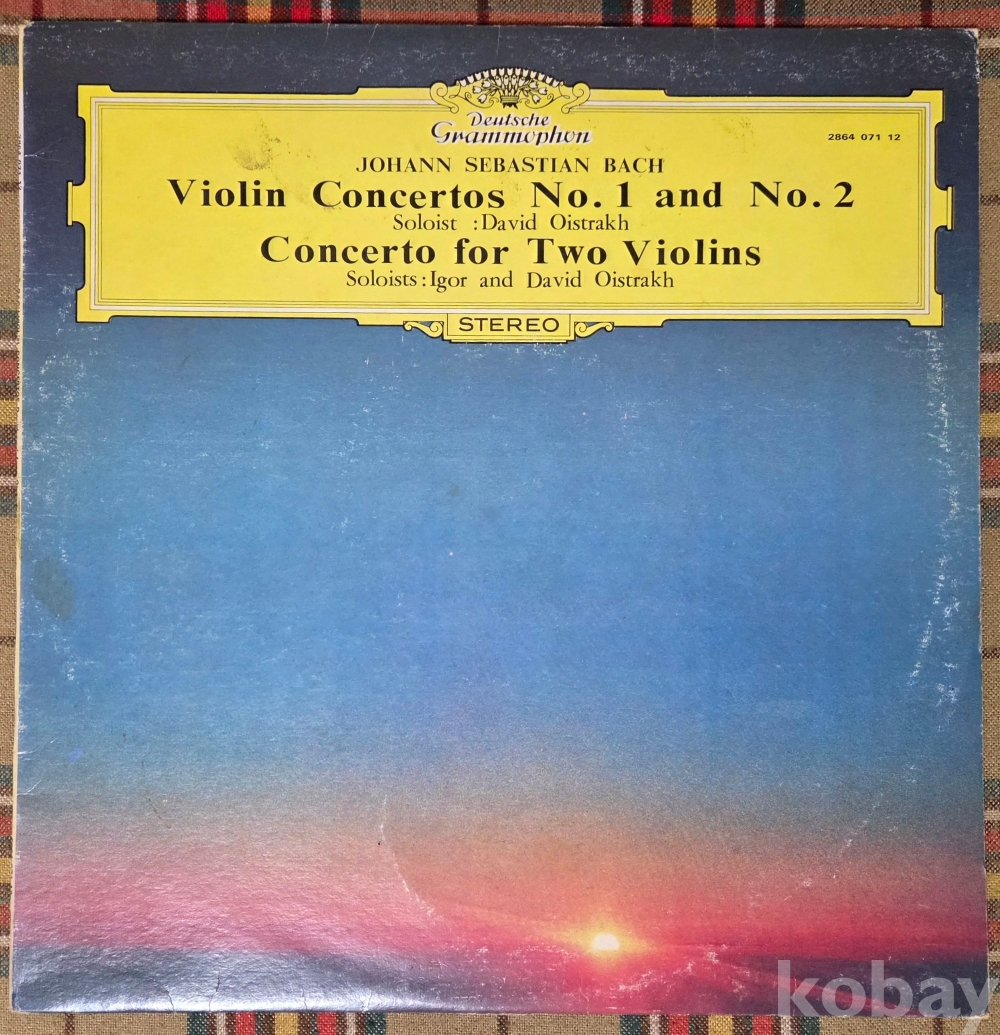 Deutsche
Grammophon
2864 071 12
JOHANN SEBASTIAN BACH
Violin Concertos No. 1 and No. 2
Soloist :David Oistrakh
Concerto for Two Violins
Soloists:Igor and David Oistrakh
STEREO
kobay